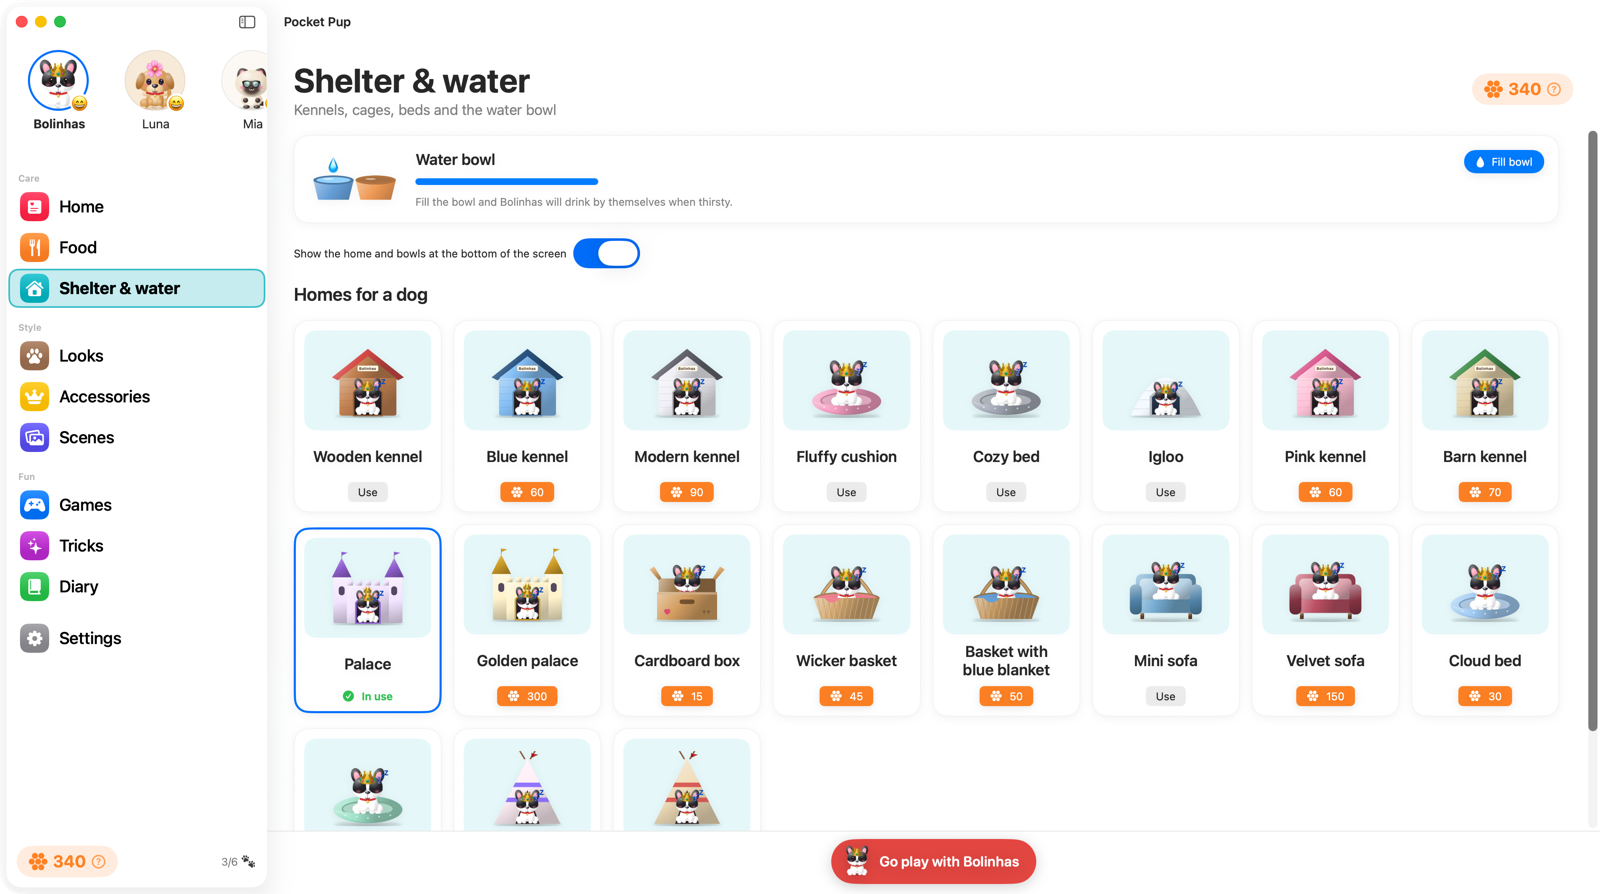 Pocket Pup
Bolinhas
Luna
Mia
Care
Home
Food
Shelter & water
Style
Looks
Accessories
Scenes
Fun
Games
Tricks
Diary
Settings
340
3/6
Shelter & water
Kennels, cages, beds and the water bowl
340
Water bowl
Fill the bowl and Bolinhas will drink by themselves when thirsty.
Fill bowl
Show the home and bowls at the bottom of the screen
Homes for a dog
Bolinhas
Bolinhas
Bolinhas
Bolinhas
Bolinhas
Wooden kennel
Blue kennel
Modern kennel
Fluffy cushion
Cozy bed
Igloo
Pink kennel
Barn kennel
Use
60
90
Use
Use
Use
60
70
Palace
Golden palace
Cardboard box
Wicker basket
Basket with
blue blanket
Mini sofa
Velvet sofa
Cloud bed
In use
300
15
45
50
Use
150
30
Go play with Bolinhas